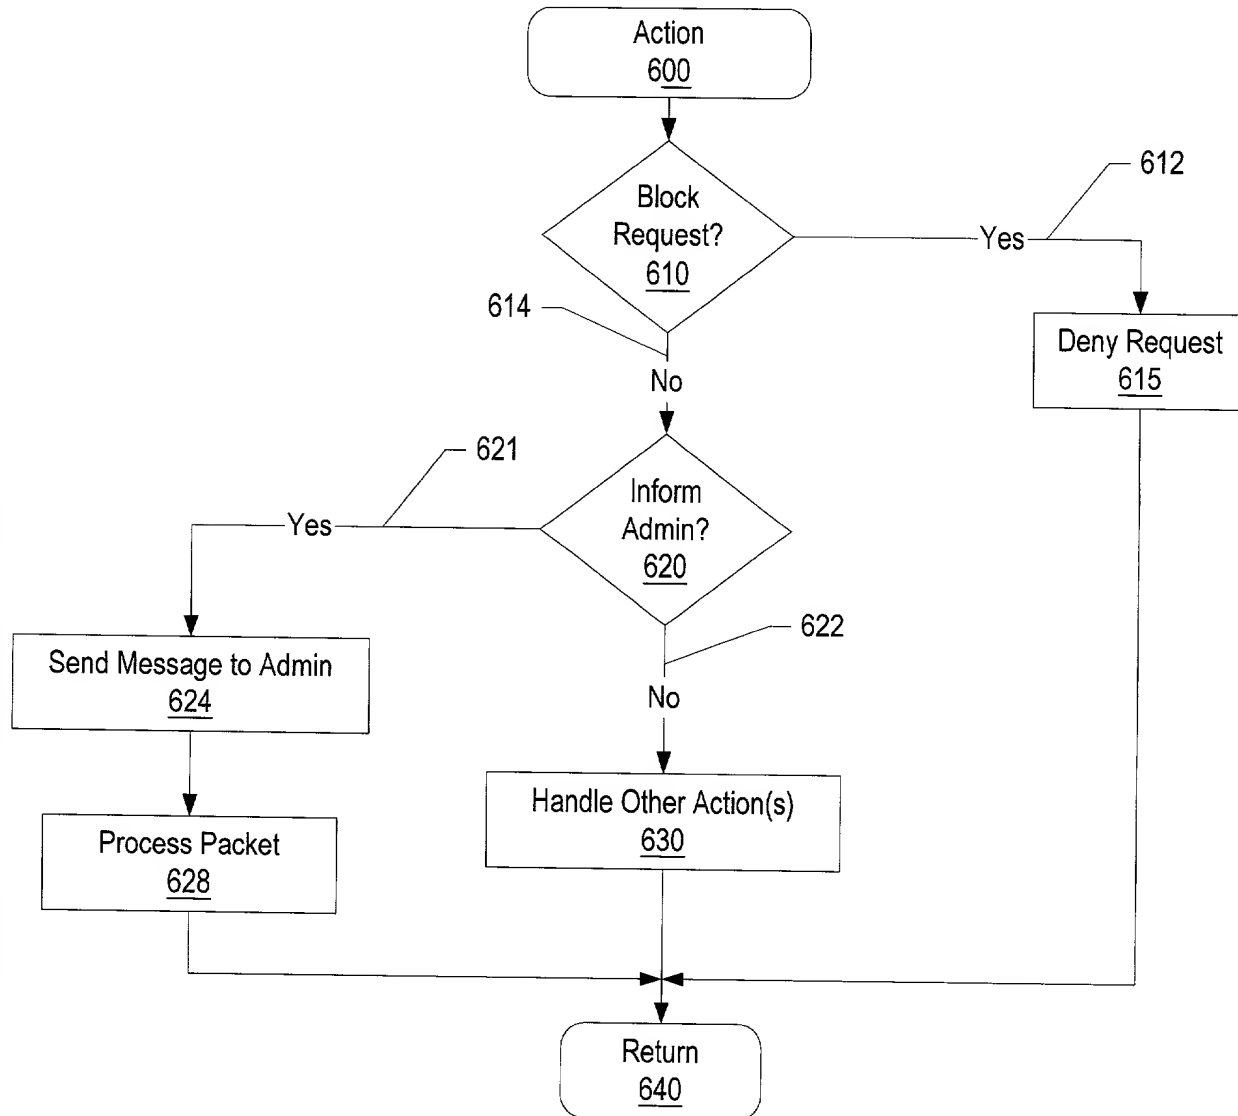 Action
600
Block
Request?
610
612
Yes
614
No
Deny Request
615
621
Inform
Admin?
620
Yes
622
No
Send Message to Admin
624
Handle Other Action(s)
630
Process Packet
628
Return
640